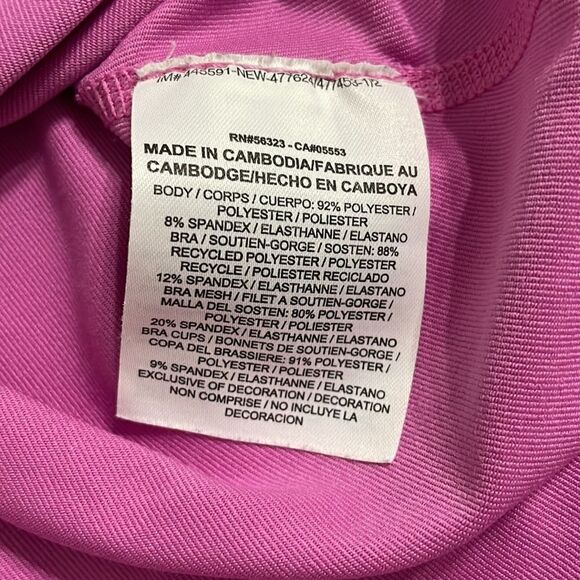 RN#56323 - CA#05553
MADE IN CAMBODIA/FABRIQUE AU
CAMBODGE/HECHO EN CAMBOYA
BODY / CORPS / CUERPO: 92% POLYESTER /
POLYESTER / POLIESTER
8% SPANDEX / ELASTHANNE / ELASTANO
BRA / SOUTIEN-GORGE / SOSTEN: 88%
RECYCLED POLYESTER / POLYESTER
RECYCLE / POLIESTER RECICLADO
12% SPANDEX / ELASTHANNE / ELASTANO
BRA MESH / FILET A SOUTIEN-GORGE /
MALLA DEL SOSTEN: 80% POLYESTER /
POLYESTER / POLIESTER
20% SPANDEX / ELASTHANNE / ELASTANO
BRA CUPS / BONNETS DE SOUTIEN-GORGE /
COPA DEL BRASSIERE: 91% POLYESTER /
POLYESTER / POLIESTER
9% SPANDEX / ELASTHANNE / ELASTANO
EXCLUSIVE OF DECORATION / DECORATION
NON COMPRISE / NO INCLUYE LA
DECORACION